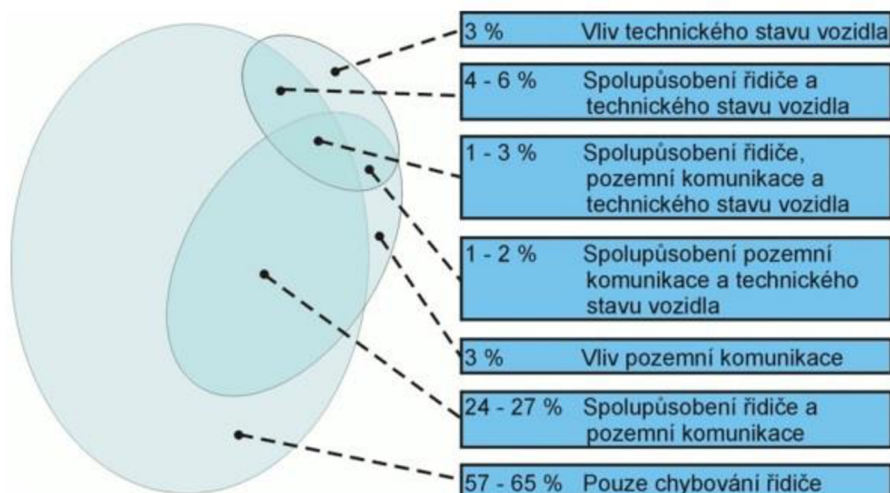 3 % Vliv technického stavu vozidla
4 - 6 % Spolupůsobení řidiče a
technického stavu vozidla
1 - 3 % Spolupůsobení řidiče,
pozemní komunikace a
technického stavu vozidla
1 - 2 % Spolupůsobení pozemní
komunikace a technického
stavu vozidla
3 % Vliv pozemní komunikace
24 - 27 % Spolupůsobení řidiče a
pozemní komunikace
57 - 65 % Pouze chybování řidiče